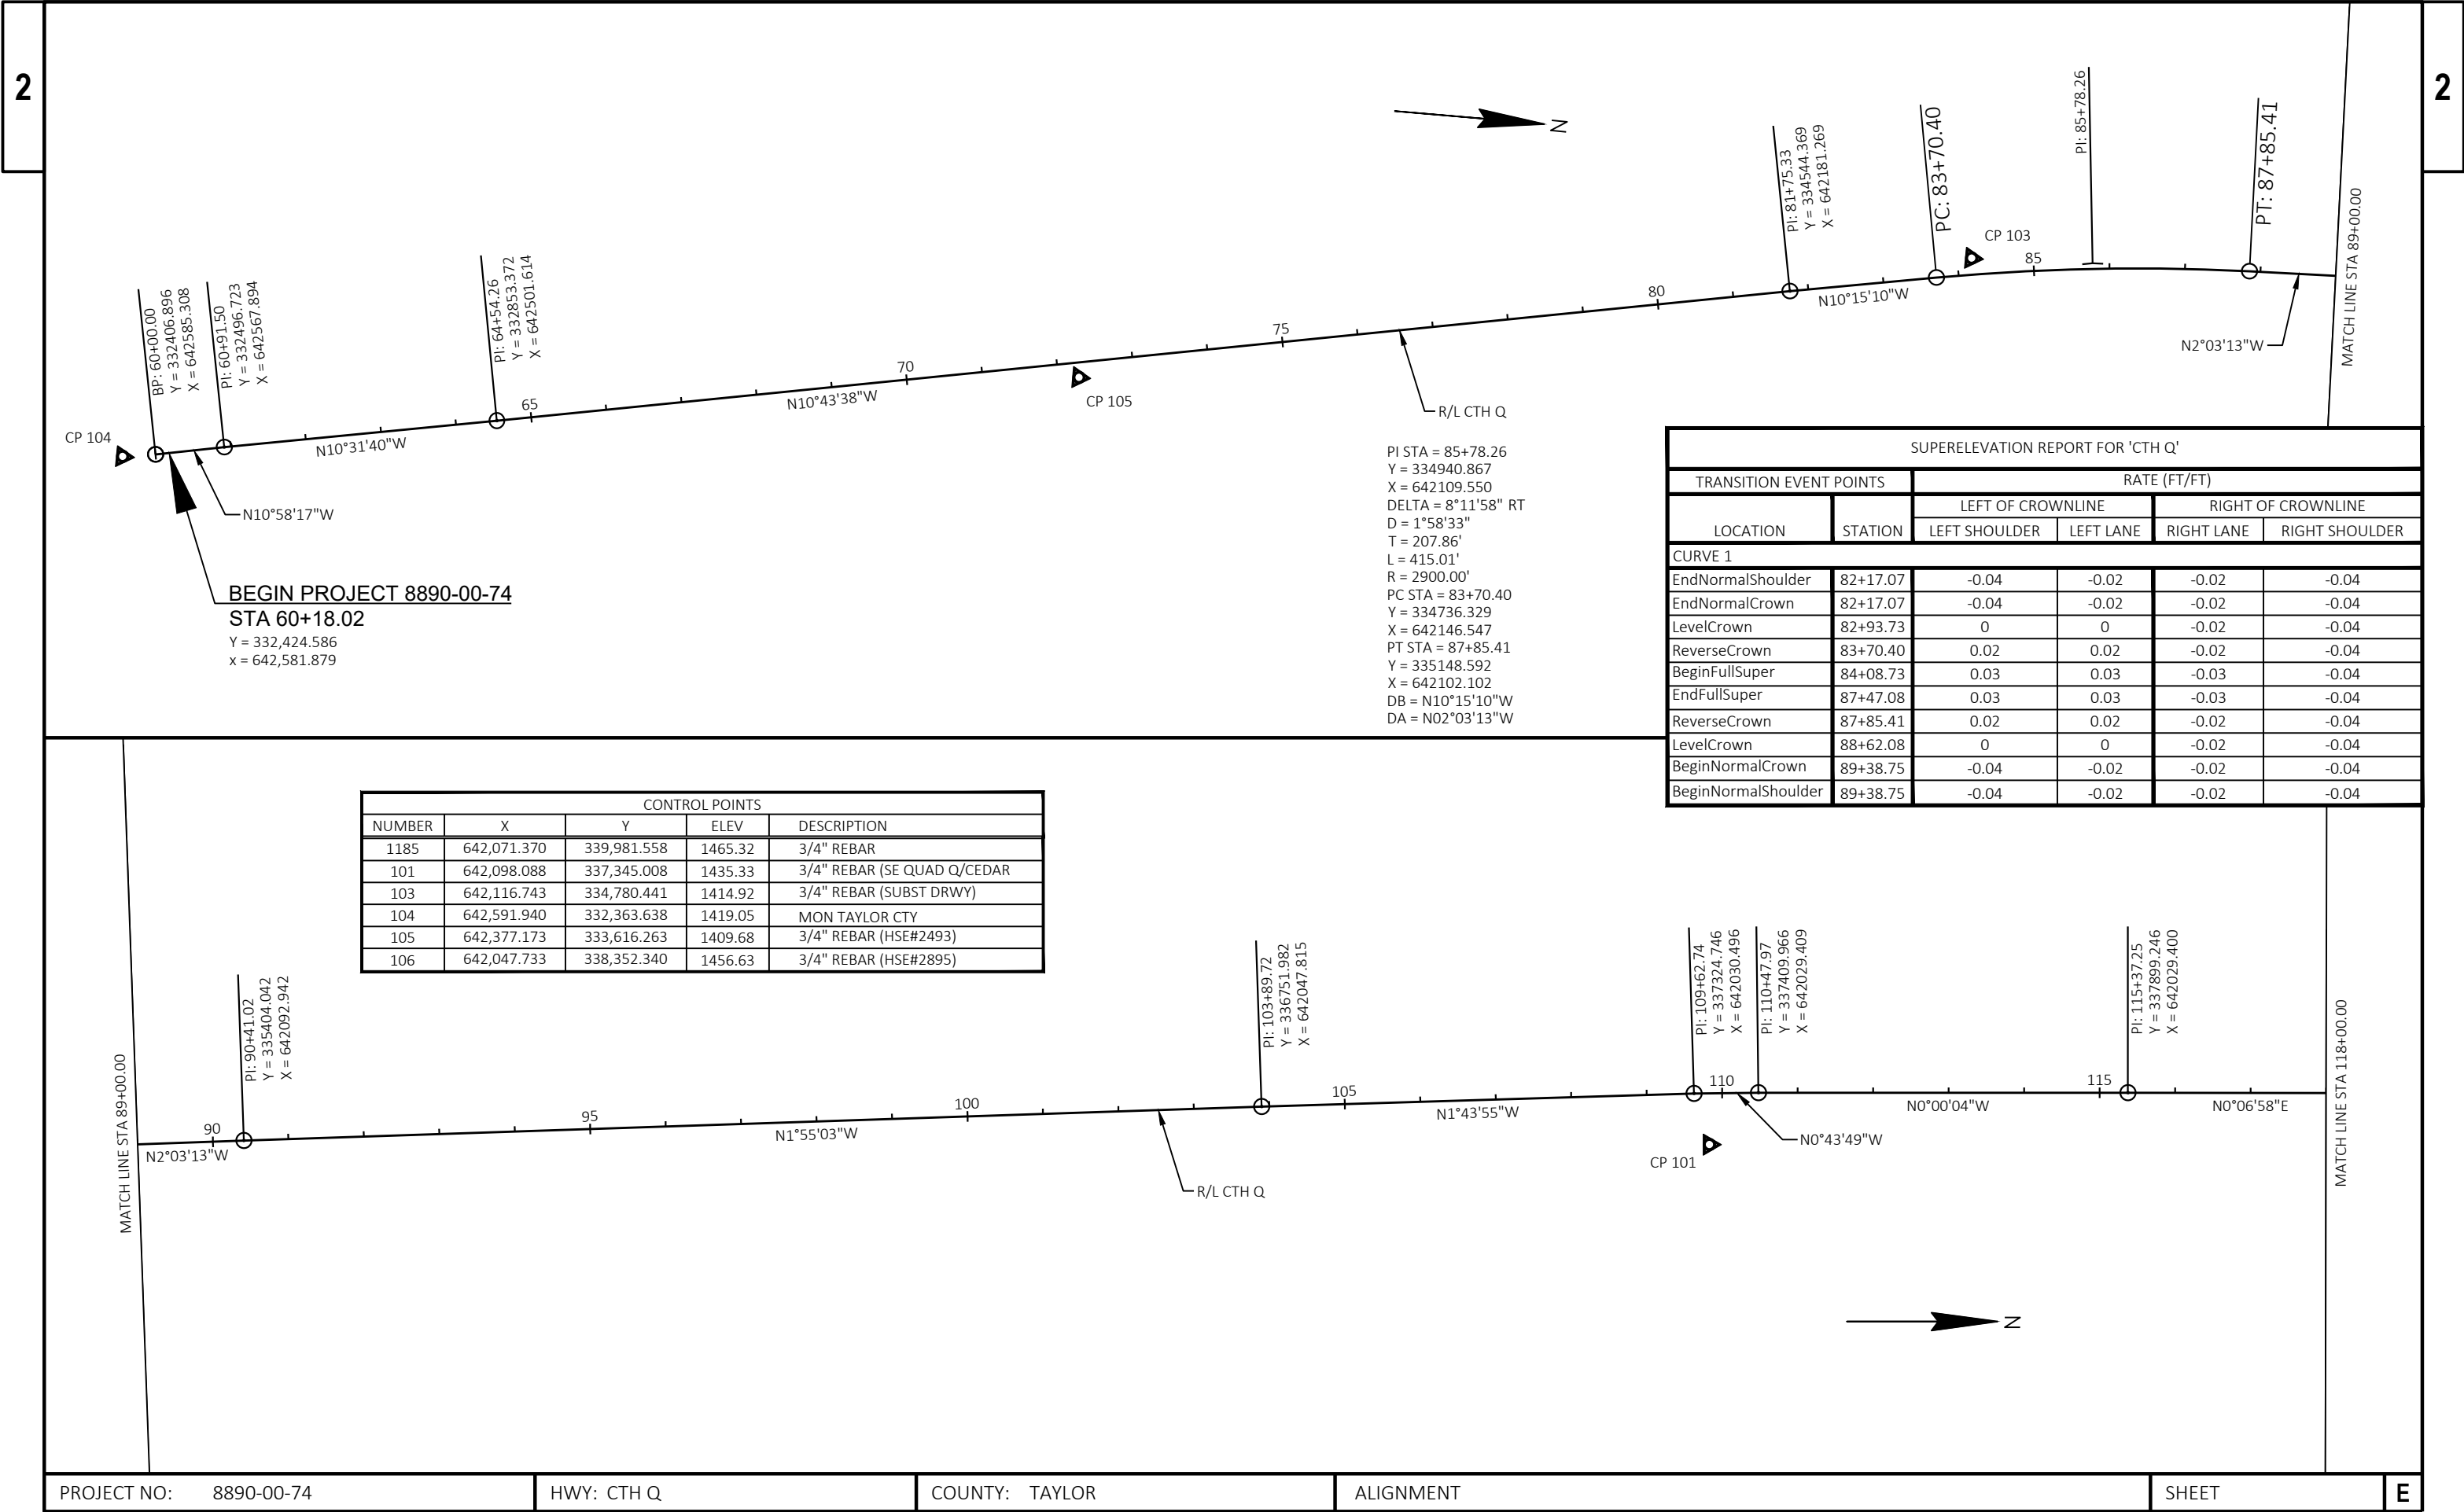 2
2
BP: 60+00.00
Y = 332406.896
X = 642585.308
PI: 60+91.50
Y = 332496.723
X = 642567.894
PI: 64+54.26
Y = 332853.372
X = 642501.614
N
PI: 81+75.33
Y = 334544.369
X = 642181.269
PC: 83+70.40
CP 103
PI: 85+78.26
PT: 87+85.41
MATCH LINE STA 89+00.00
CP 104
65
70
75
80
85
N10°31'40"W
N10°43'38"W
CP 105
R/L CTH Q
N10°15'10"W
N2°03'13"W
N10°58'17"W
BEGIN PROJECT 8890-00-74
STA 60+18.02
Y = 332,424.586
x = 642,581.879
PI STA = 85+78.26
Y = 334940.867
X = 642109.550
DELTA = 8°11'58" RT
D = 1°58'33"
T = 207.86'
L = 415.01'
R = 2900.00'
PC STA = 83+70.40
Y = 334736.329
X = 642146.547
PT STA = 87+85.41
Y = 335148.592
X = 642102.102
DB = N10°15'10"W
DA = N02°03'13"W
SUPERELEVATION REPORT FOR 'CTH Q'
TRANSITION EVENT POINTS RATE (FT/FT)
LEFT OF CROWNLINE RIGHT OF CROWNLINE
LOCATION STATION LEFT SHOULDER LEFT LANE RIGHT LANE RIGHT SHOULDER
CURVE 1
EndNormalShoulder 82+17.07 -0.04 -0.02 -0.02 -0.04
EndNormalCrown 82+17.07 -0.04 -0.02 -0.02 -0.04
LevelCrown 82+93.73 0 0 -0.02 -0.04
ReverseCrown 83+70.40 0.02 0.02 -0.02 -0.04
BeginFullSuper 84+08.73 0.03 0.03 -0.03 -0.04
EndFullSuper 87+47.08 0.03 0.03 -0.03 -0.04
ReverseCrown 87+85.41 0.02 0.02 -0.02 -0.04
LevelCrown 88+62.08 0 0 -0.02 -0.04
BeginNormalCrown 89+38.75 -0.04 -0.02 -0.02 -0.04
BeginNormalShoulder 89+38.75 -0.04 -0.02 -0.02 -0.04
CONTROL POINTS
NUMBER X Y ELEV DESCRIPTION
1185 642,071.370 339,981.558 1465.32 3/4" REBAR
101 642,098.088 337,345.008 1435.33 3/4" REBAR (SE QUAD Q/CEDAR
103 642,116.743 334,780.441 1414.92 3/4" REBAR (SUBST DRWY)
104 642,591.940 332,363.638 1419.05 MON TAYLOR CTY
105 642,377.173 333,616.263 1409.68 3/4" REBAR (HSE#2493)
106 642,047.733 338,352.340 1456.63 3/4" REBAR (HSE#2895)
MATCH LINE STA 89+00.00
PI: 90+41.02
Y = 335404.042
X = 642092.942
PI: 103+89.72
Y = 336751.982
X = 642047.815
PI: 109+62.74
Y = 337324.746
X = 642030.496
PI: 110+47.97
Y = 337409.966
X = 642029.409
PI: 115+37.25
Y = 337899.246
X = 642029.400
MATCH LINE STA 118+00.00
90
95
100
105
110
115
N2°03'13"W
N1°55'03"W
R/L CTH Q
N1°43'55"W
CP 101
N0°43'49"W
N0°00'04"W
N0°06'58"E
N
PROJECT NO: 8890-00-74 HWY: CTH Q COUNTY: TAYLOR ALIGNMENT SHEET E